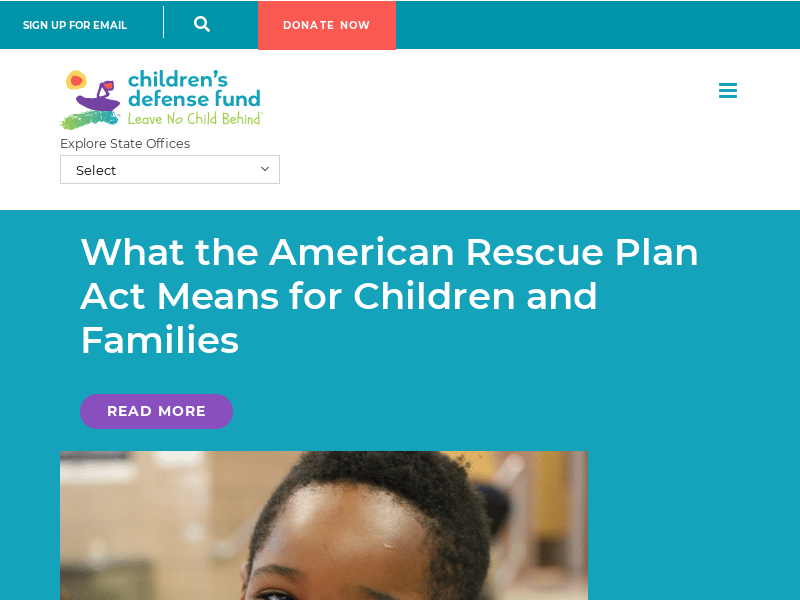 SIGN UP FOR EMAIL
DONATE NOW
children's
defense fund
Leave No Child Behind®
Explore State Offices
Select
What the American Rescue Plan
Act Means for Children and
Families
READ MORE